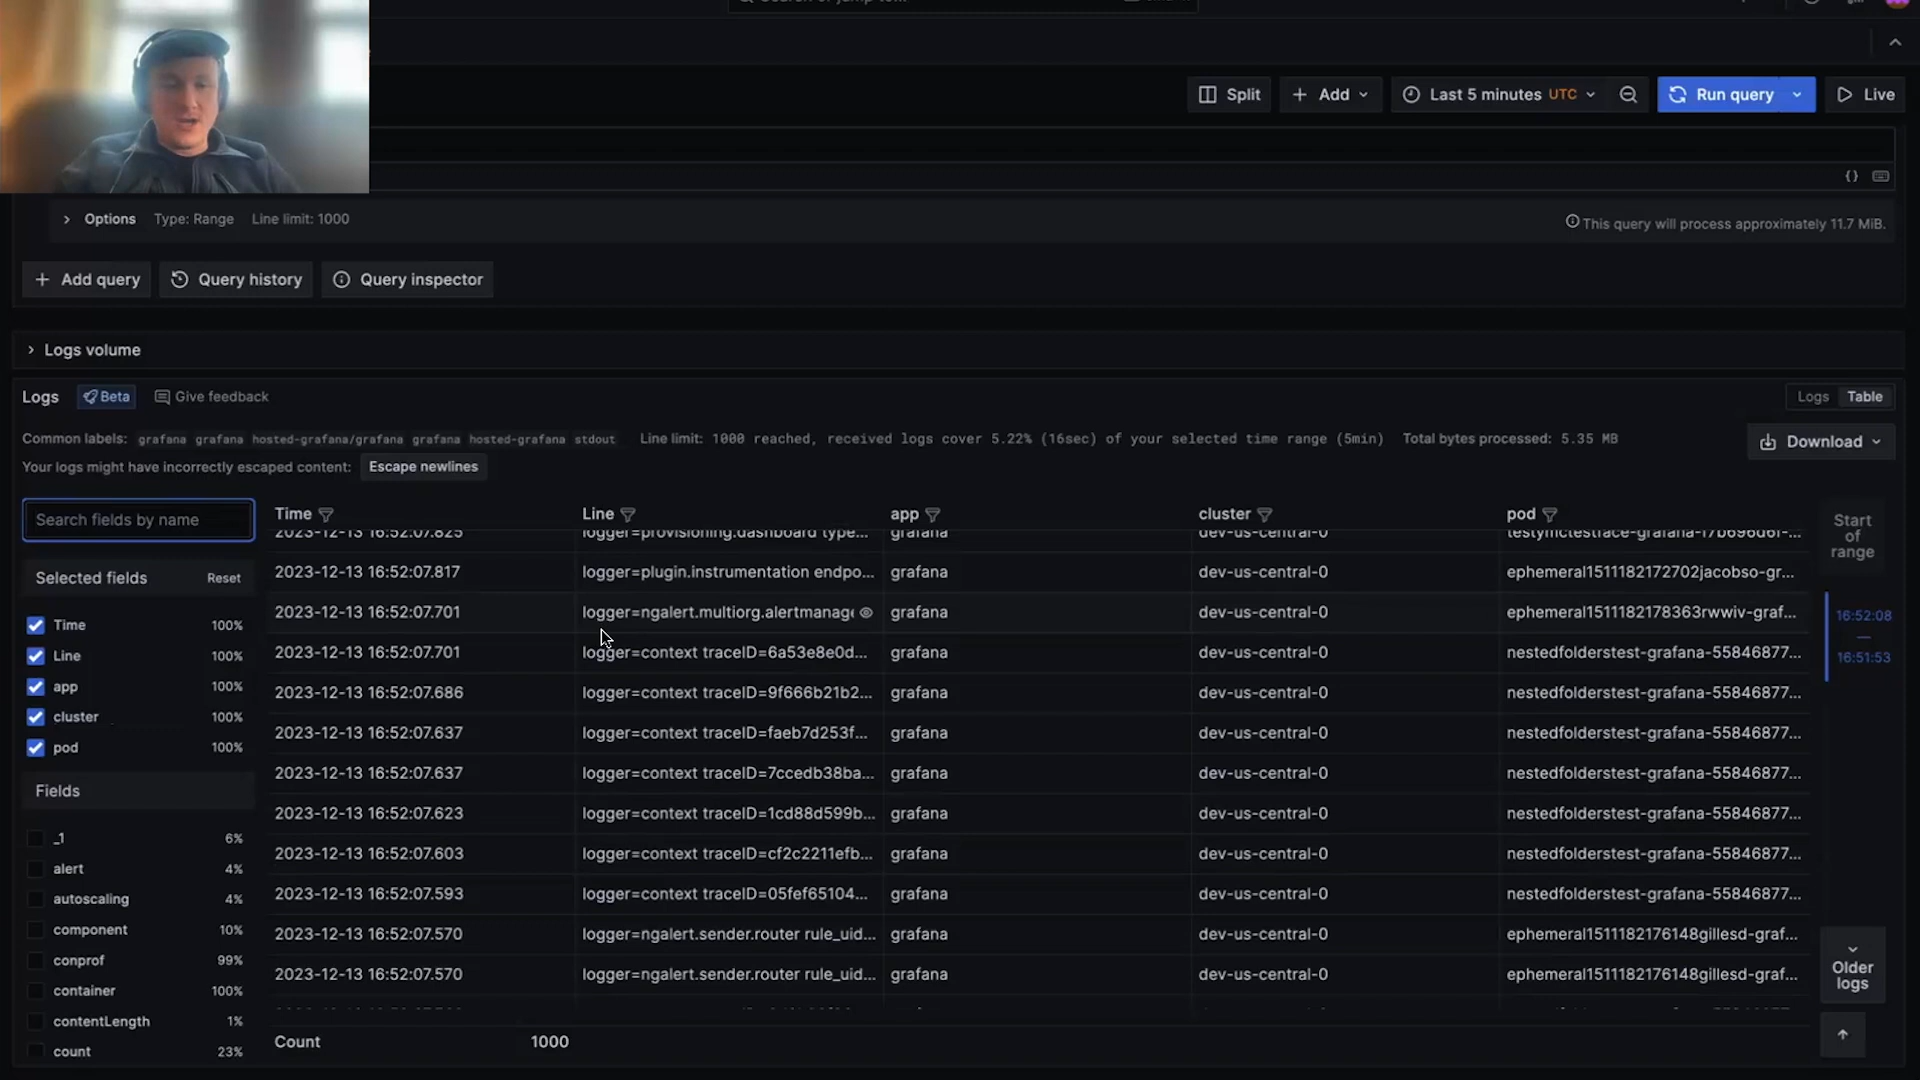 Split
Add
Last 5 minutes UTC
Run query
Live
{}
Options Type: Range Line limit: 1000
This query will process approximately 11.7 MiB.
Add query
Query history
Query inspector
Logs volume
Logs Beta Give feedback
Logs Table
Common labels: grafana grafana hosted-grafana/grafana grafana hosted-grafana stdout Line limit: 1000 reached, received logs cover 5.22% (16sec) of your selected time range (5min) Total bytes processed: 5.35 MB
Download
Your logs might have incorrectly escaped content: Escape newlines
Search fields by name
Selected fields Reset
Time 100%
Line 100%
app 100%
cluster 100%
pod 100%
Fields
_1 6%
alert 4%
autoscaling 4%
component 10%
conprof 99%
container 100%
contentLength 1%
count 23%
Time Line app cluster pod
2023-12-13 16:52:07.825 logger=provisioning.dashboard type... grafana dev-us-central-0
2023-12-13 16:52:07.817 logger=plugin.instrumentation endpo... grafana dev-us-central-0 ephemeral1511182172702jacobso-gr...
2023-12-13 16:52:07.701 logger=ngalert.multiorg.alertmanage grafana dev-us-central-0 ephemeral1511182178363rwwiv-graf...
2023-12-13 16:52:07.701 logger=context traceID=6a53e8e0d... grafana dev-us-central-0 nestedfolderstest-grafana-55846877...
2023-12-13 16:52:07.686 logger=context traceID=9f666b21b2... grafana dev-us-central-0 nestedfolderstest-grafana-55846877...
2023-12-13 16:52:07.637 logger=context traceID=faeb7d253f... grafana dev-us-central-0 nestedfolderstest-grafana-55846877...
2023-12-13 16:52:07.637 logger=context traceID=7ccedb38ba... grafana dev-us-central-0 nestedfolderstest-grafana-55846877...
2023-12-13 16:52:07.623 logger=context traceID=1cd88d599b... grafana dev-us-central-0 nestedfolderstest-grafana-55846877...
2023-12-13 16:52:07.603 logger=context traceID=cf2c2211efb... grafana dev-us-central-0 nestedfolderstest-grafana-55846877...
2023-12-13 16:52:07.593 logger=context traceID=05fef65104... grafana dev-us-central-0 nestedfolderstest-grafana-55846877...
2023-12-13 16:52:07.570 logger=ngalert.sender.router rule_uid... grafana dev-us-central-0 ephemeral1511182176148gillesd-graf...
2023-12-13 16:52:07.570 logger=ngalert.sender.router rule_uid... grafana dev-us-central-0 ephemeral1511182176148gillesd-graf...
Count 1000
Start
of
range
16:52:08
—
16:51:53
Older
logs